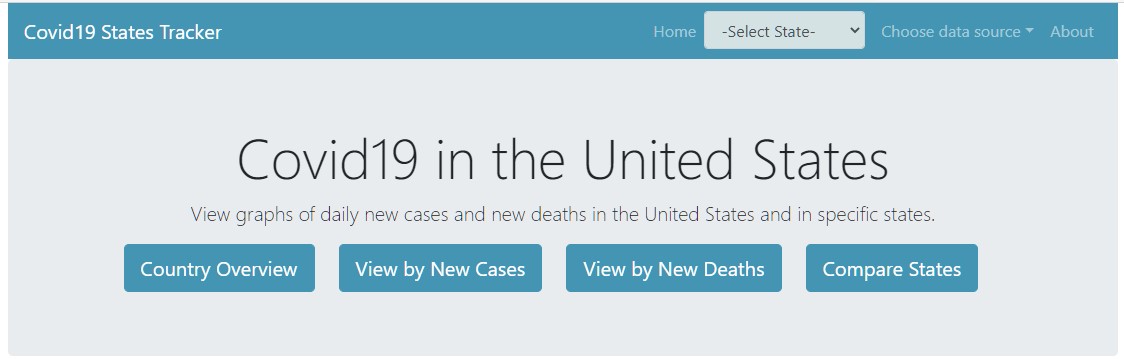 Covid19 States Tracker Home -Select State- Choose data source About
Covid19 in the United States
View graphs of daily new cases and new deaths in the United States and in specific states.
Country Overview View by New Cases View by New Deaths Compare States